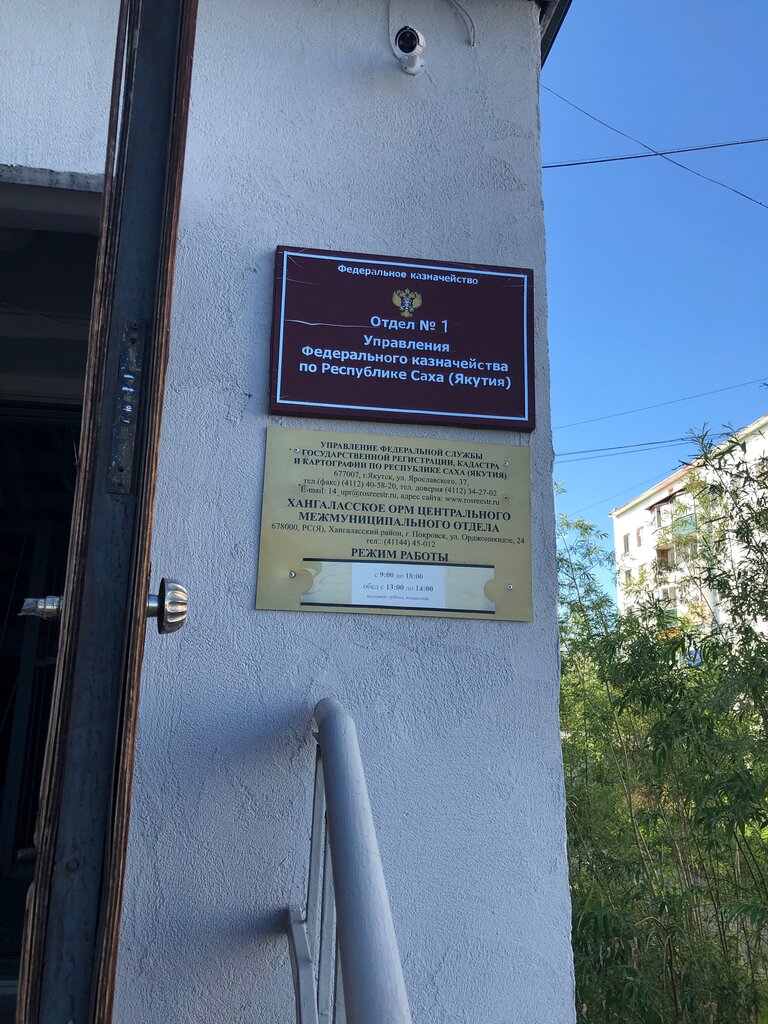 Федеральное казначейство
Отдел № 1
Управления
Федерального казначейства
по Республике Саха (Якутия)
УПРАВЛЕНИЕ ФЕДЕРАЛЬНОЙ СЛУЖБЫ
ГОСУДАРСТВЕННОЙ РЕГИСТРАЦИИ, КАДАСТРА
И КАРТОГРАФИИ ПО РЕСПУБЛИКЕ САХА (ЯКУТИЯ)
677007, г.Якутск, ул. Ярославского, 37,
тел.(факс) (4112) 40-58-20, тел. доверия (4112) 34-27-02
E-mail: 14_upr@rosreestr.ru, адрес сайта: www.rosreestr.ru
ХАНГАЛАССКОЕ ОРМ ЦЕНТРАЛЬНОГО
МЕЖМУНИЦИПАЛЬНОГО ОТДЕЛА
678000, РС(Я), Хангаласский район, г. Покровск, ул. Орджоникидзе, 24
тел.: (41144) 45-012
РЕЖИМ РАБОТЫ
с 9:00 до 18:00
обед с 13:00 до 14:00
выходной: суббота, воскресенье